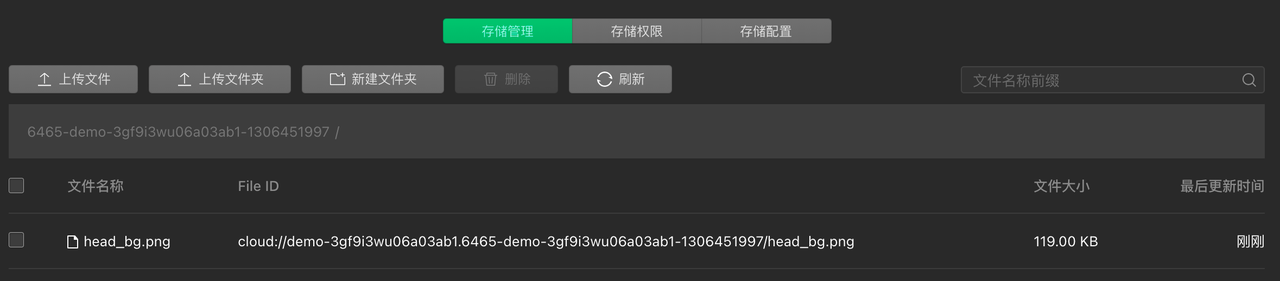 存储管理 存储权限 存储配置
上传文件 上传文件夹 新建文件夹 删除 刷新 文件名称前缀
6465-demo-3gf9i3wu06a03ab1-1306451997 /
文件名称 File ID 文件大小 最后更新时间
head_bg.png cloud://demo-3gf9i3wu06a03ab1.6465-demo-3gf9i3wu06a03ab1-1306451997/head_bg.png 119.00 KB 刚刚